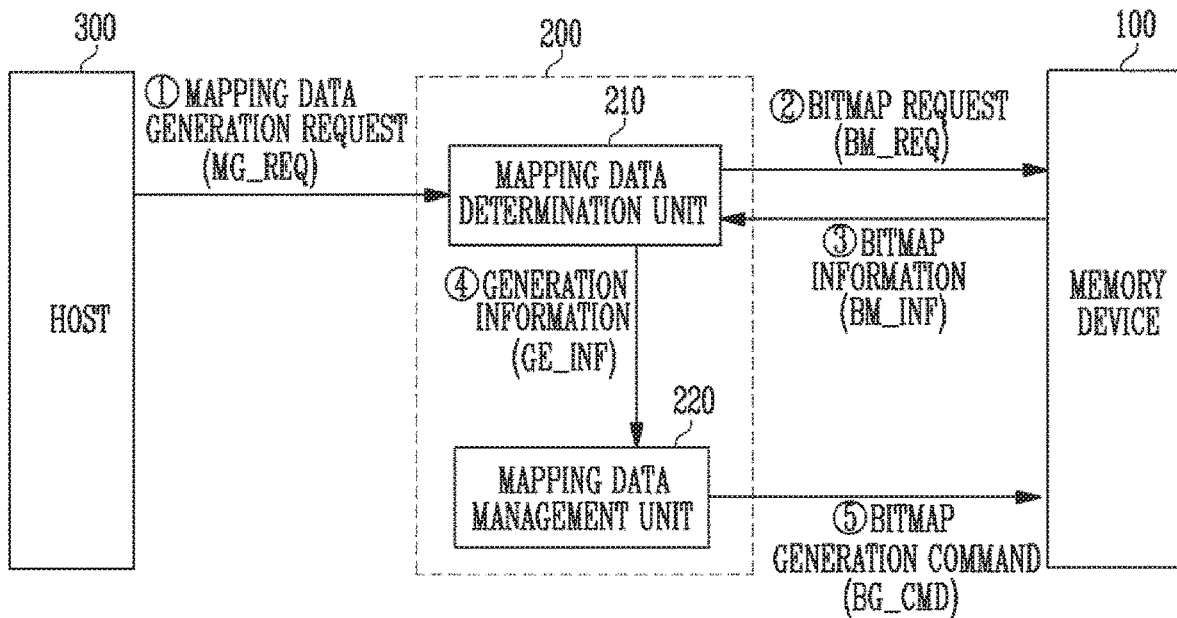 300
① MAPPING DATA
GENERATION REQUEST
(MG_REQ)
HOST
200
210
MAPPING DATA
DETERMINATION UNIT
④ GENERATION
INFORMATION
(GE_INF)
220
MAPPING DATA
MANAGEMENT UNIT
② BITMAP REQUEST
(BM_REQ)
③ BITMAP
INFORMATION
(BM_INF)
⑤ BITMAP
GENERATION COMMAND
(BG_CMD)
100
MEMORY
DEVICE